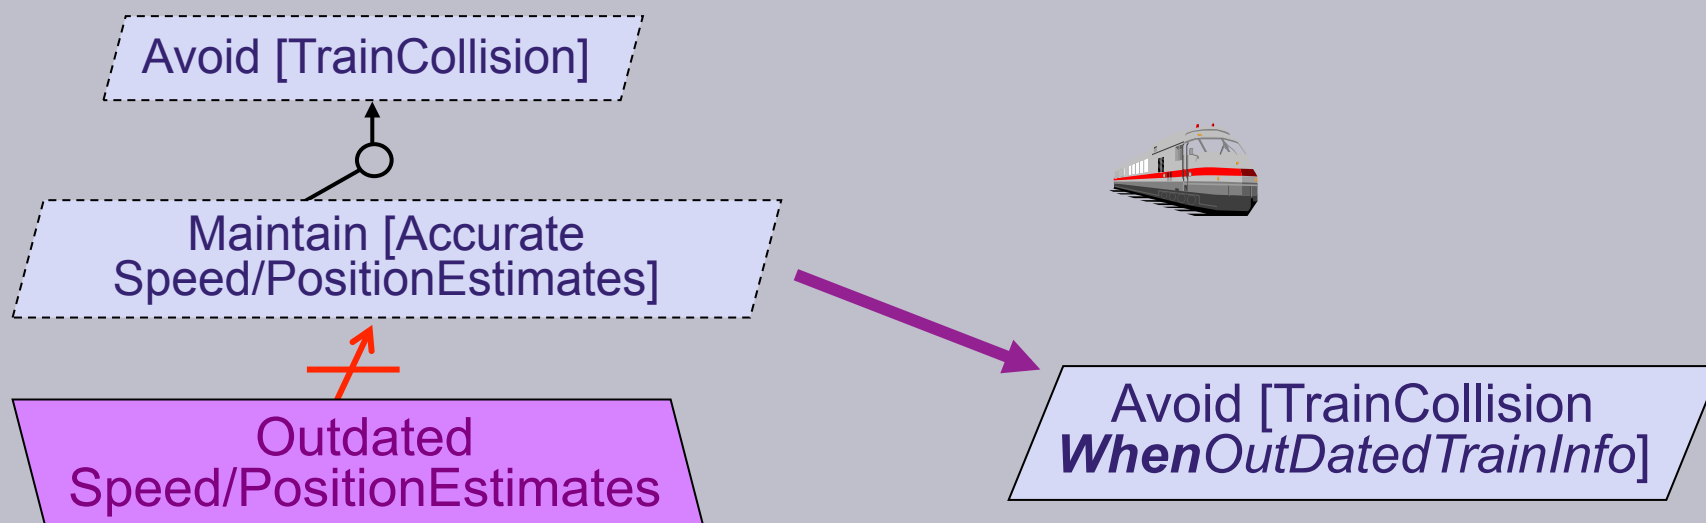 Avoid [TrainCollision]
Maintain [Accurate
Speed/PositionEstimates]
Outdated
Speed/PositionEstimates
Avoid [TrainCollision
WhenOutDatedTrainInfo]